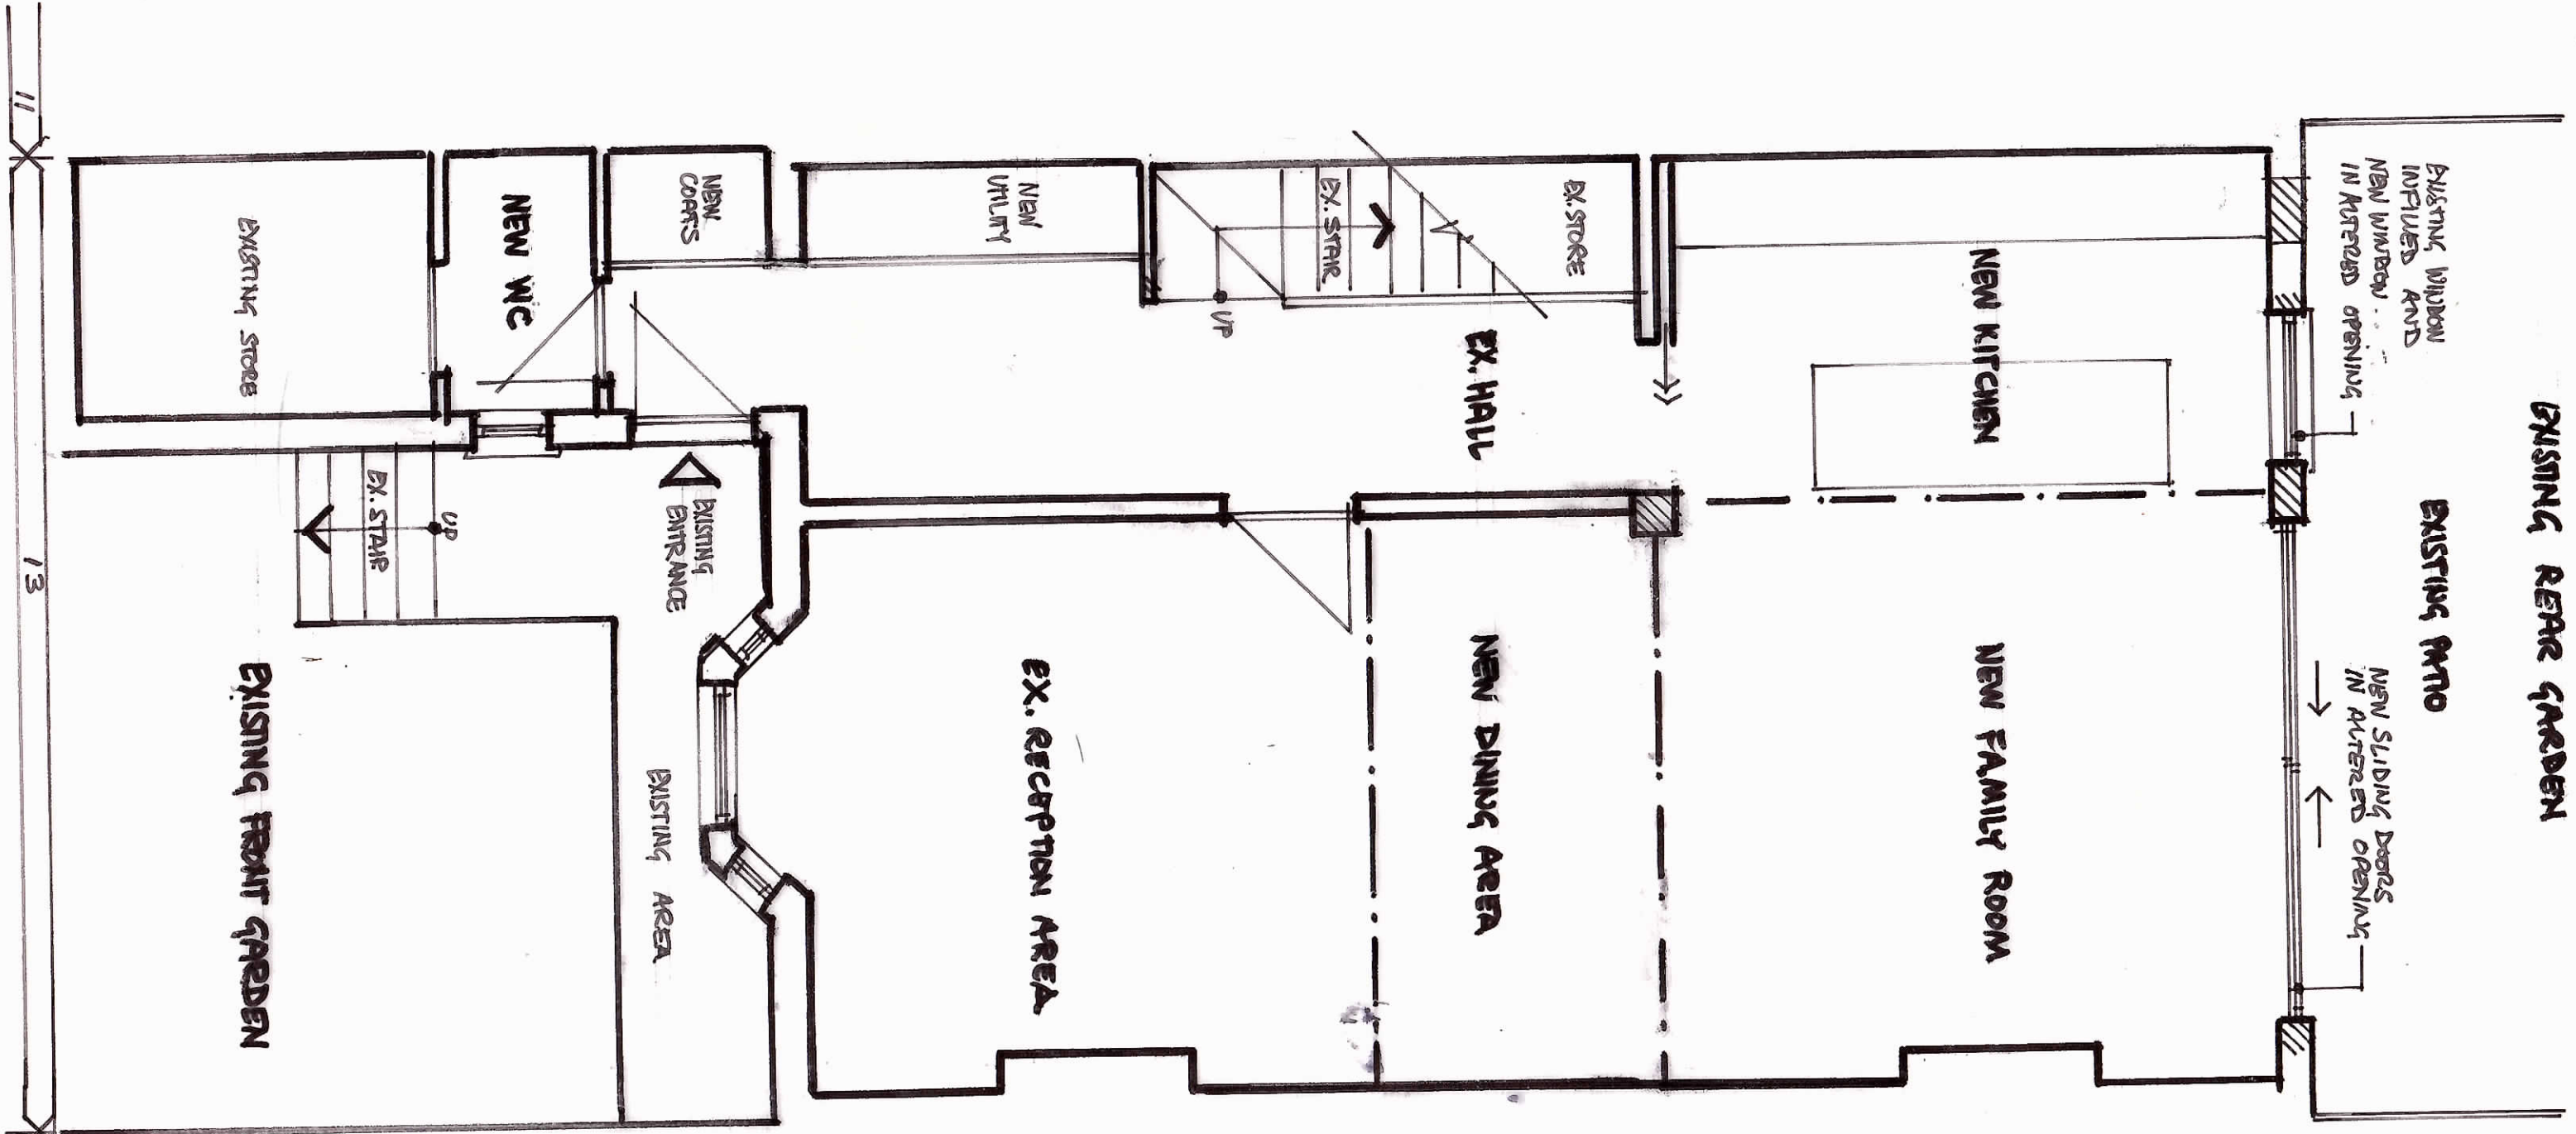 11
13
EXISTING STORE
NEW WC
NEW
COATS
NEW
UTILITY
EX. STAIR
UP
EX. STORE
EX. HALL
NEW KITCHEN
EXISTING WINDOW
INFILLED AND
NEW WINDOW
IN ALTERED OPENING
EXISTING REAR GARDEN
EXISTING PATIO
NEW SLIDING DOORS
IN ALTERED OPENING
UP
EX. STAIR
EXISTING
ENTRANCE
EXISTING FRONT GARDEN
EXISTING AREA
EX. RECEPTION AREA
NEW DINING AREA
NEW FAMILY ROOM